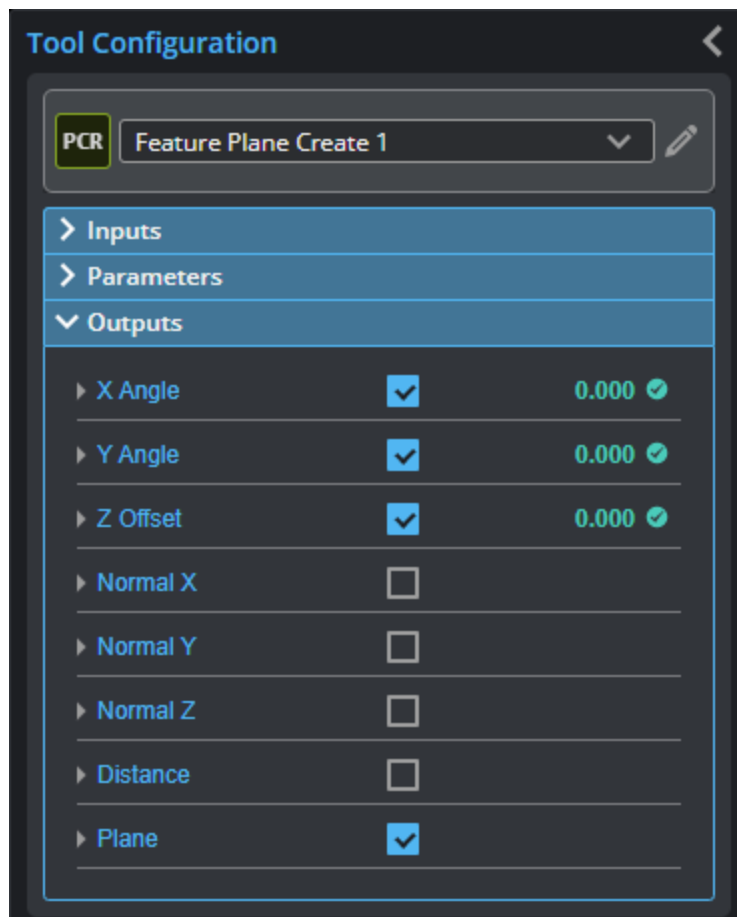 Tool Configuration
PCR Feature Plane Create 1
Inputs
Parameters
Outputs
X Angle 0.000
Y Angle 0.000
Z Offset 0.000
Normal X
Normal Y
Normal Z
Distance
Plane